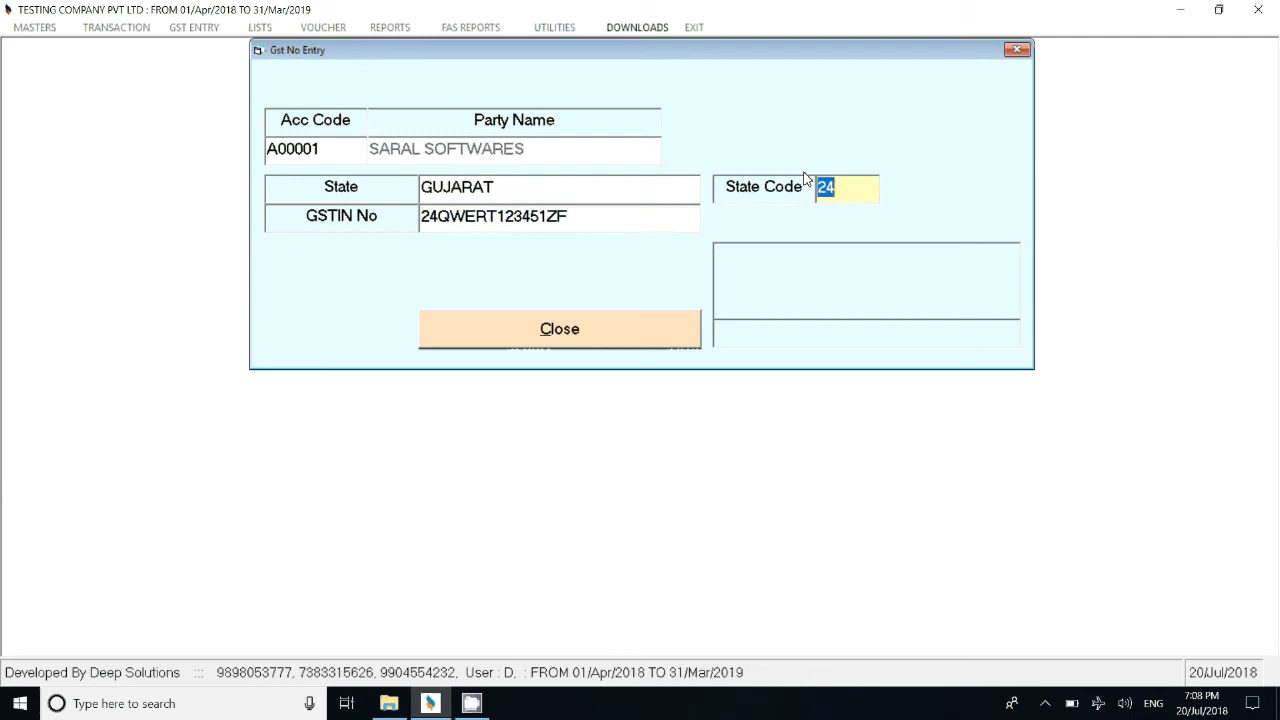 TESTING COMPANY PVT LTD : FROM 01/Apr/2018 TO 31/Mar/2019
MASTERS TRANSACTION GST ENTRY LISTS VOUCHER REPORTS FAS REPORTS UTILITIES DOWNLOADS EXIT
Gst No Entry
Acc Code Party Name
A00001 SARAL SOFTWARES
State GUJARAT State Code 24
GSTIN No 24QWERT123451ZF
Close
Developed By Deep Solutions ::: 9898053777, 7383315626, 9904554232, User : D, : FROM 01/Apr/2018 TO 31/Mar/2019 20/Jul/2018
Type here to search ENG 7:08 PM
20/Jul/2018